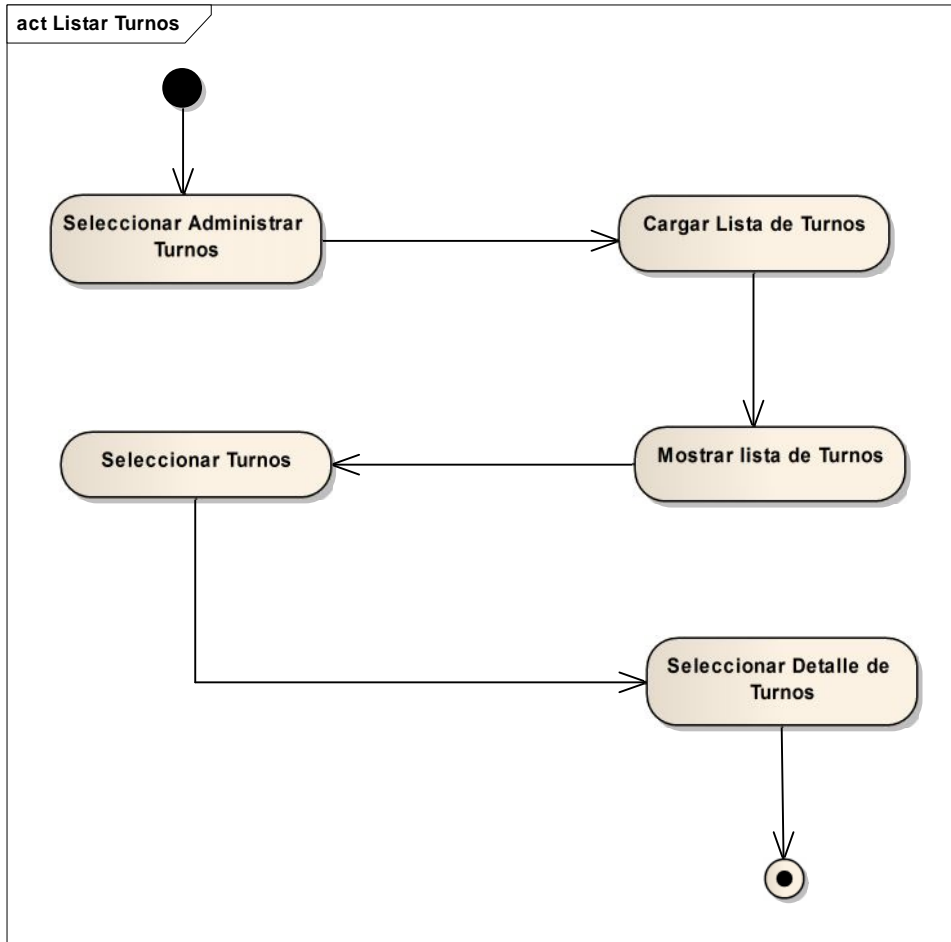 act Listar Turnos
Seleccionar Administrar
Turnos
Cargar Lista de Turnos
Mostrar lista de Turnos
Seleccionar Turnos
Seleccionar Detalle de
Turnos